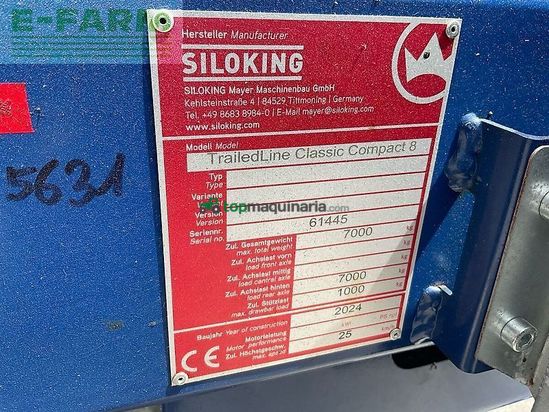 E-FARM
Hersteller Manufacturer
SILOKING
SILOKING Mayer Maschinenbau GmbH
Kehlsteinstraße 4 | 84529 Tittmoning | Germany
Tel. +49 8683 8984-0 | E-Mail mayer@siloking.com
www.siloking.com
Modell Model
TrailedLine Classic Compact 8
Typ
Type
Variante
Version
Version
topmaquinaria.com
Seriennr.
Serial no.
61445
Zul. Gesamtgewicht
max. total weight
7000
kg
Zul. Achslast vorn
load front axle
kg
Zul. Achslast mittig
load central axle
kg
Zul. Achslast hinten
load rear axle
7000
kg
Zul. Stützlast
max. drawbar load
1000
kg
Baujahr Year of construction
2024
Motorleistung
Motor performance
kW
PS
Zul. Höchstgeschw.
25
km/h
CE
5631